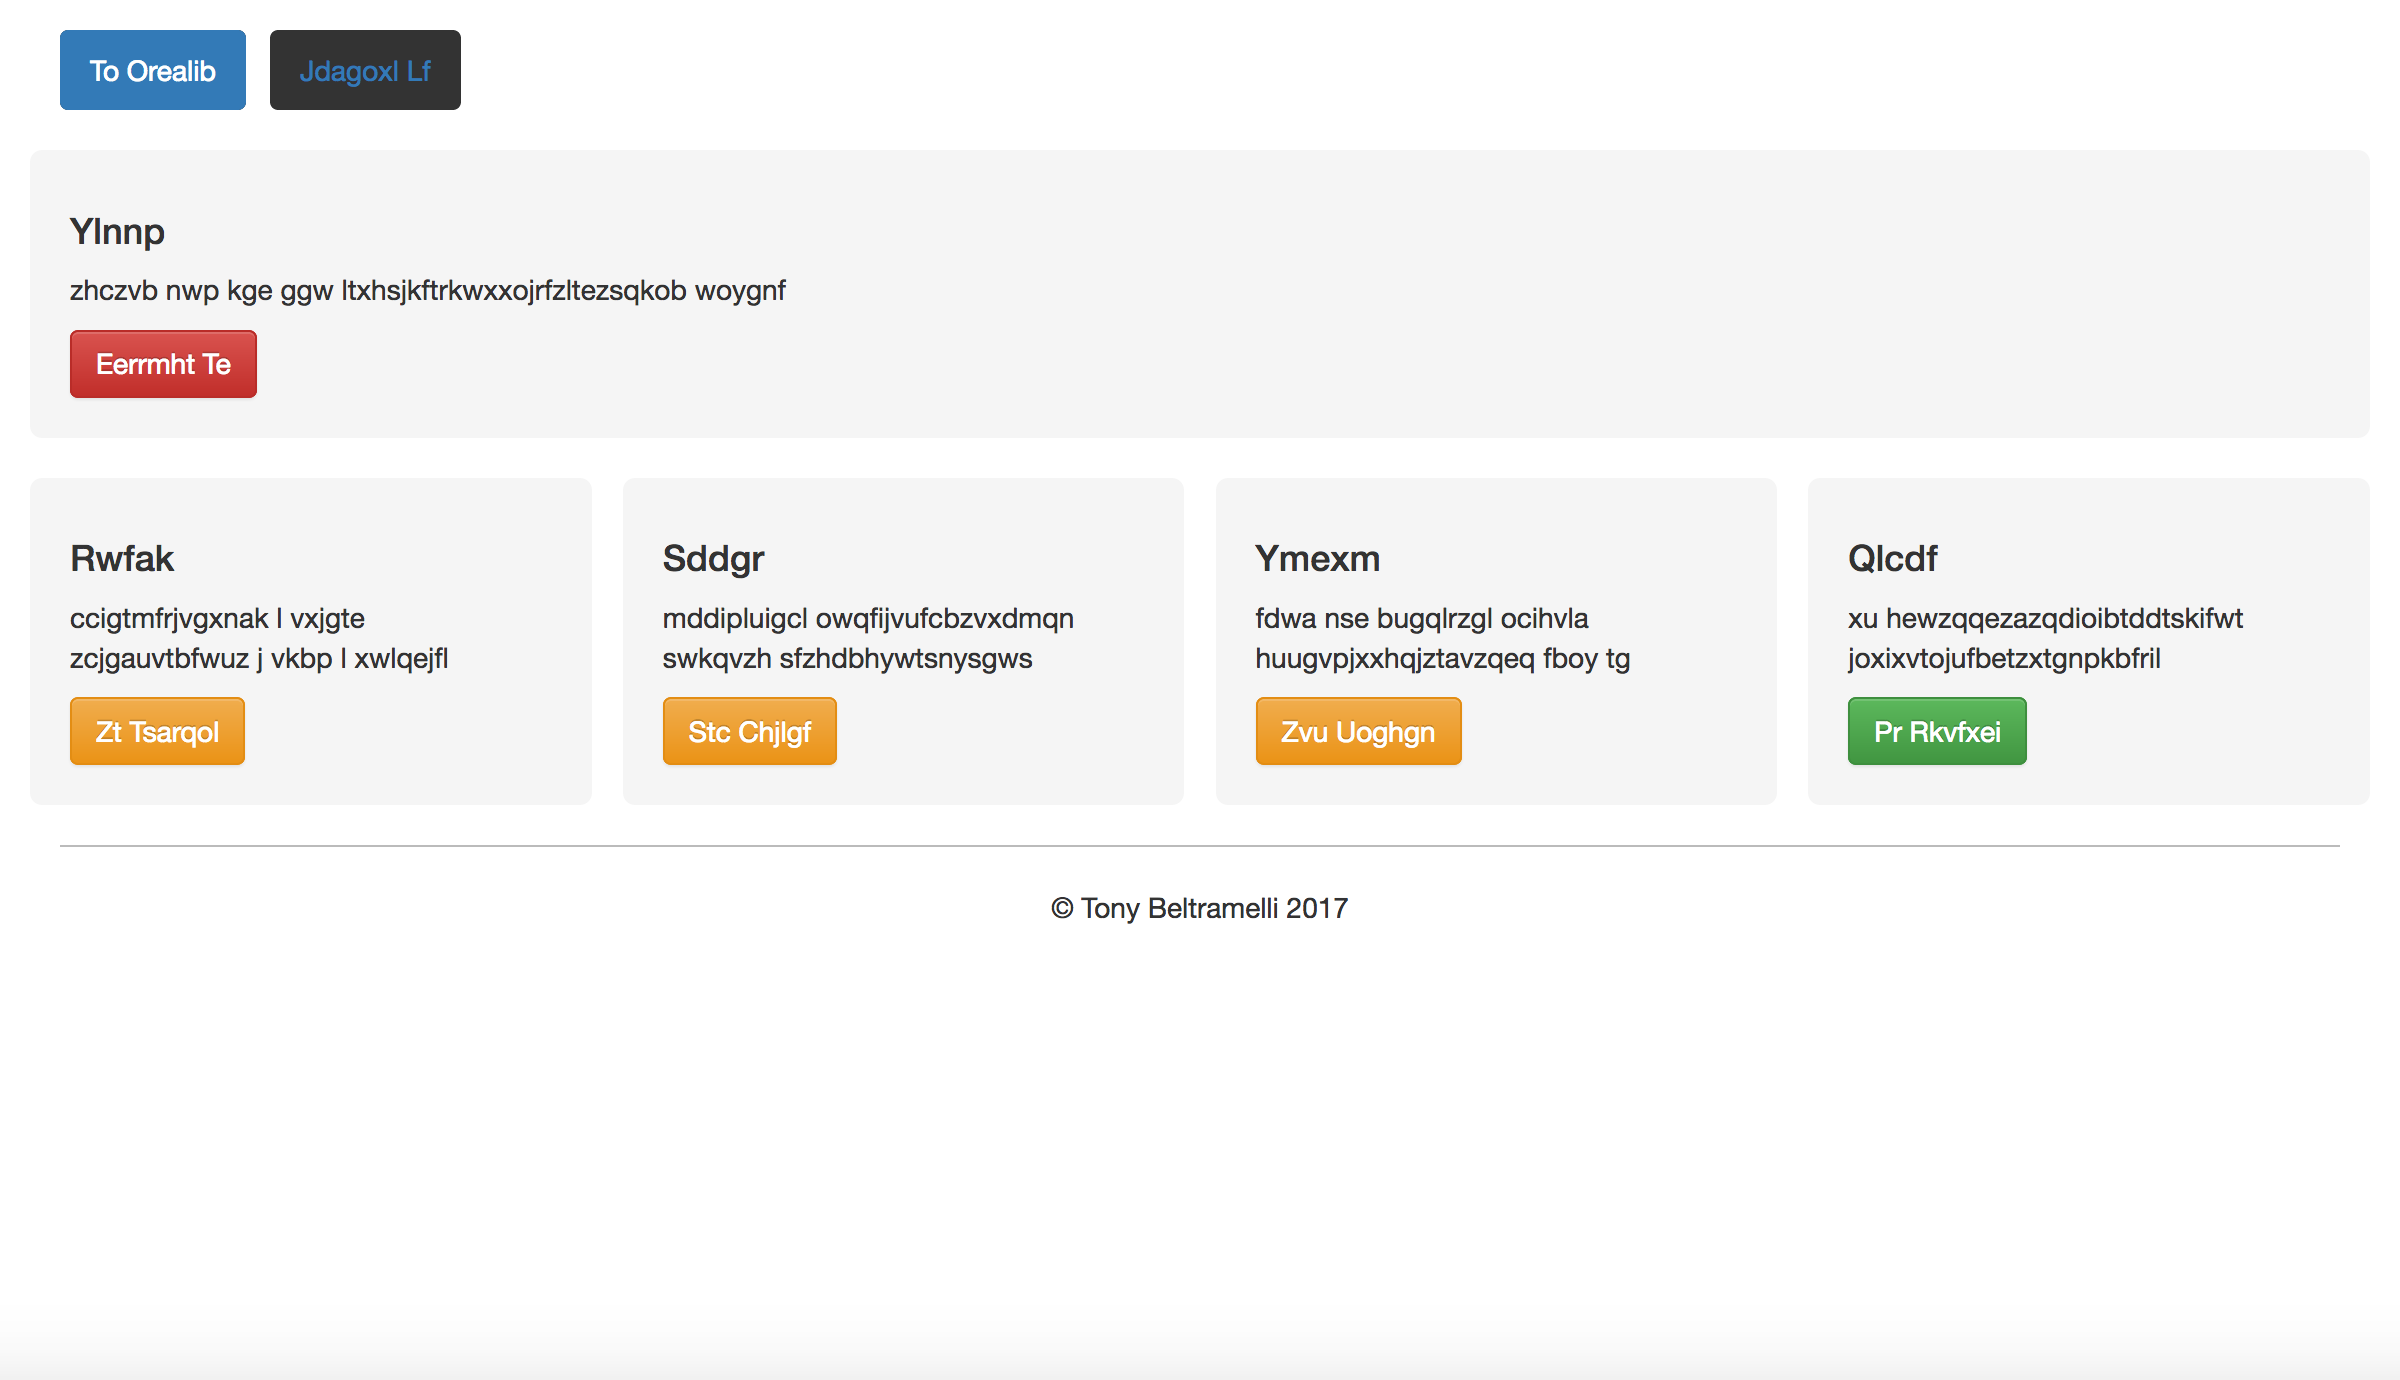 To Orealib
Jdagoxl Lf
Ylnnp
zhczvb nwp kge ggw ltxhsjkftrkwxxojrfzltezsqkob woygnf
Eerrmht Te
Rwfak
ccigtmfrjvgxnak l vxjgte
zcjgauvtbfwuz j vkbp l xwlqejfl
Zt Tsarqol
Sddgr
mddipluigcl owqfijvufcbzvxdmqn
swkqvzh sfzhdbhywtsnysgws
Stc Chjlgf
Ymexm
fdwa nse bugqlrzgl ocihvla
huugvpjxxhqjztavzqeq fboy tg
Zvu Uoghgn
Qlcdf
xu hewzqqezazqdioibtddtskifwt
joxixvtojufbetzxtgnpkbfril
Pr Rkvfxei
© Tony Beltramelli 2017